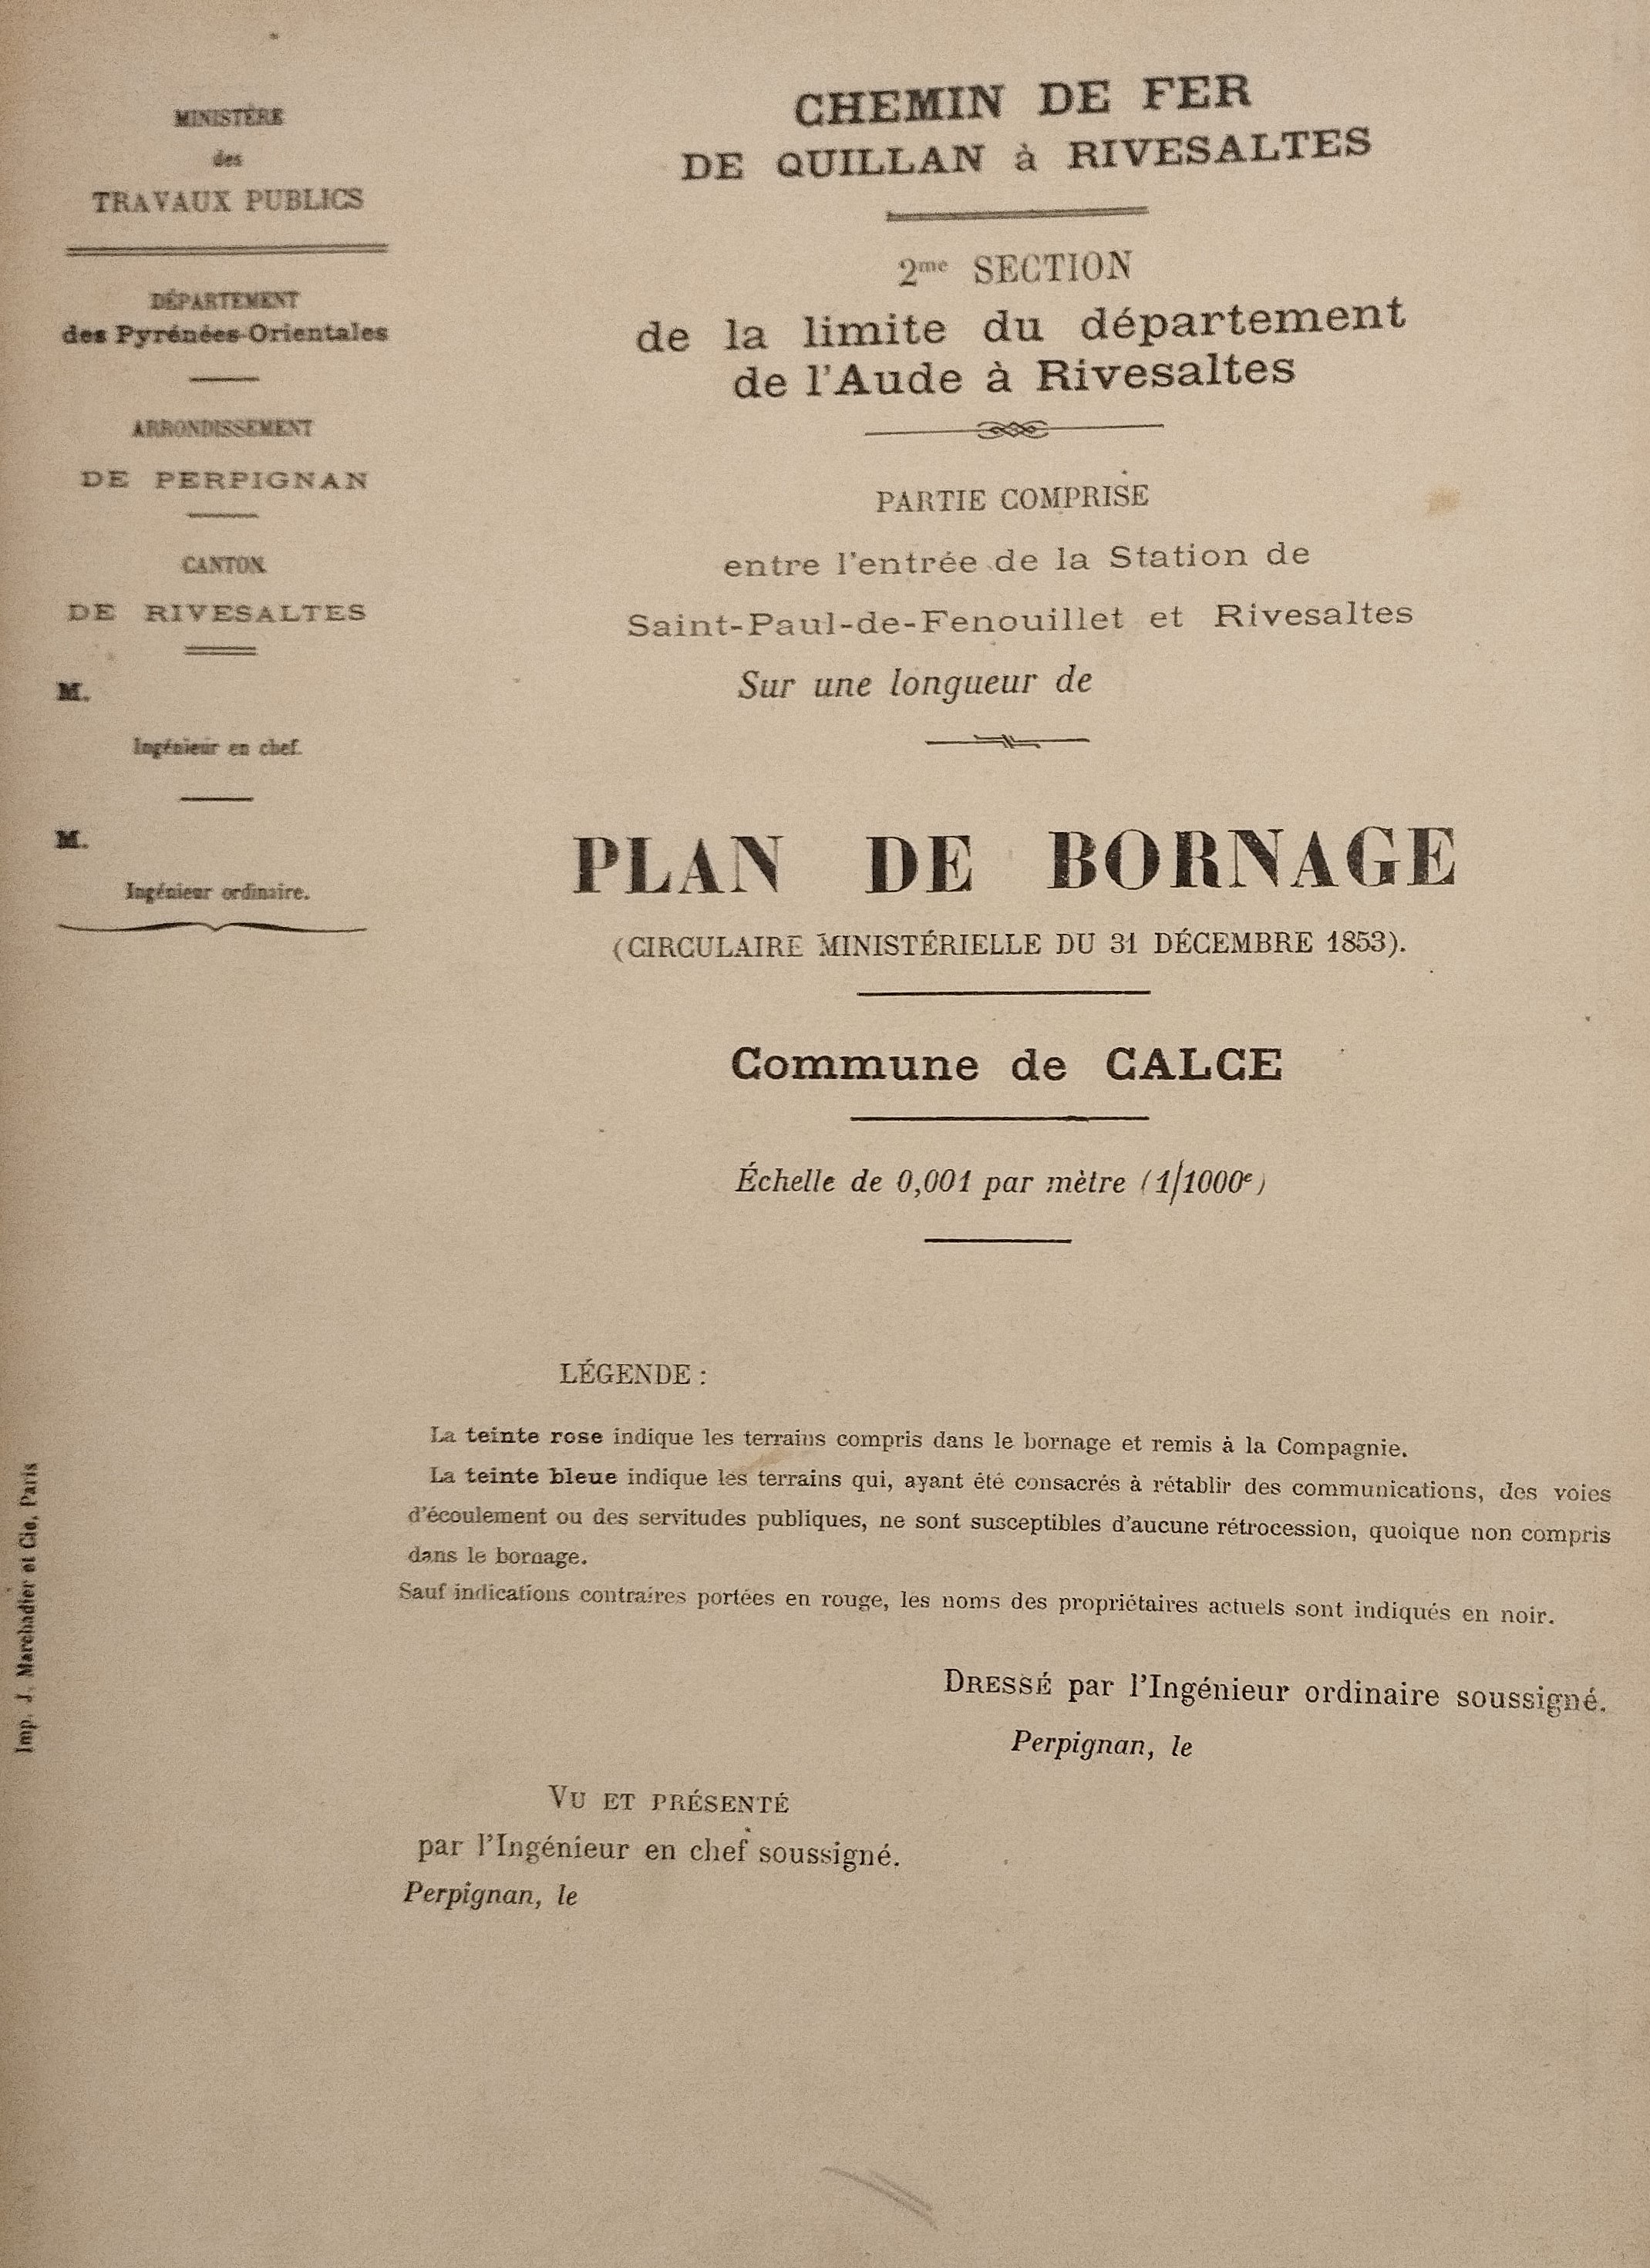 MINISTÈRE
des
TRAVAUX PUBLICS
DÉPARTEMENT
des Pyrénées-Orientales
ARRONDISSEMENT
DE PERPIGNAN
CANTON
DE RIVESALTES
M.
Ingénieur en chef.
M.
Ingénieur ordinaire.
CHEMIN DE FER
DE QUILLAN à RIVESALTES
2me SECTION
de la limite du département
de l'Aude à Rivesaltes
PARTIE COMPRISE
entre l'entrée de la Station de
Saint-Paul-de-Fenouillet et Rivesaltes
Sur une longueur de
PLAN DE BORNAGE
(CIRCULAIRE MINISTÉRIELLE DU 31 DÉCEMBRE 1853).
Commune de CALCE
Échelle de 0,001 par mètre (1/1000e)
LÉGENDE :
La teinte rose indique les terrains compris dans le bornage et remis à la Compagnie.
La teinte bleue indique les terrains qui, ayant été consacrés à rétablir des communications, des voies
d'écoulement ou des servitudes publiques, ne sont susceptibles d'aucune rétrocession, quoique non compris
dans le bornage.
Sauf indications contraires portées en rouge, les noms des propriétaires actuels sont indiqués en noir.
DRESSÉ par l'Ingénieur ordinaire soussigné.
Perpignan, le
VU ET PRÉSENTÉ
par l'Ingénieur en chef soussigné.
Perpignan, le
Imp. J. Marchadier et Cie, Paris